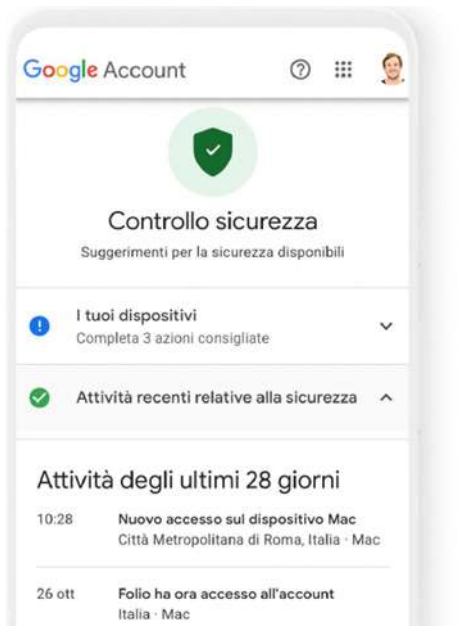 Google Account
Controllo sicurezza
Suggerimenti per la sicurezza disponibili
I tuoi dispositivi
Completa 3 azioni consigliate
Attività recenti relative alla sicurezza
Attività degli ultimi 28 giorni
10:28 Nuovo accesso sul dispositivo Mac
Città Metropolitana di Roma, Italia · Mac
26 ott Folio ha ora accesso all'account
Italia · Mac